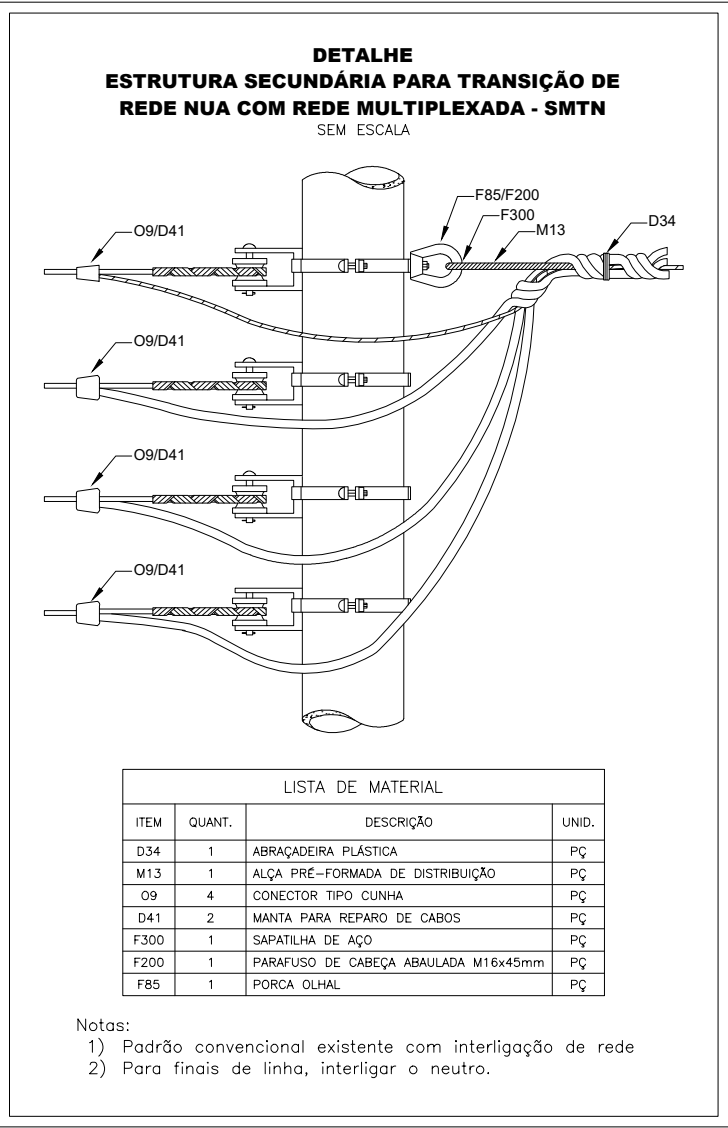 DETALHE
ESTRUTURA SECUNDÁRIA PARA TRANSIÇÃO DE
REDE NUA COM REDE MULTIPLEXADA - SMTN
SEM ESCALA
F85/F200
F300
M13
D34
O9/D41
O9/D41
O9/D41
O9/D41
LISTA DE MATERIAL
ITEM QUANT. DESCRIÇÃO UNID.
D34 1 ABRAÇADEIRA PLÁSTICA PÇ
M13 1 ALÇA PRÉ-FORMADA DE DISTRIBUIÇÃO PÇ
O9 4 CONECTOR TIPO CUNHA PÇ
D41 2 MANTA PARA REPARO DE CABOS PÇ
F300 1 SAPATILHA DE AÇO PÇ
F200 1 PARAFUSO DE CABEÇA ABAULADA M16x45mm PÇ
F85 1 PORCA OLHAL PÇ
Notas:
1) Padrão convencional existente com interligação de rede
2) Para finais de linha, interligar o neutro.